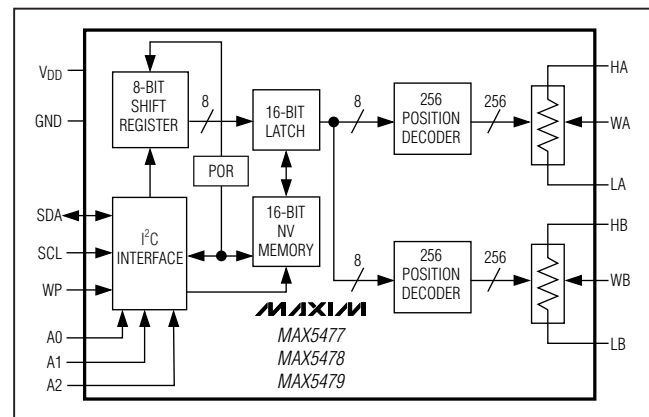 VDD
GND
SDA
SCL
WP
A0
A1
A2
8-BIT
SHIFT
REGISTER
8
16-BIT
LATCH
POR
I²C
INTERFACE
16-BIT
NV
MEMORY
8
256
POSITION
DECODER
256
HA
WA
LA
8
256
POSITION
DECODER
256
HB
WB
LB
MAXIM
MAX5477
MAX5478
MAX5479